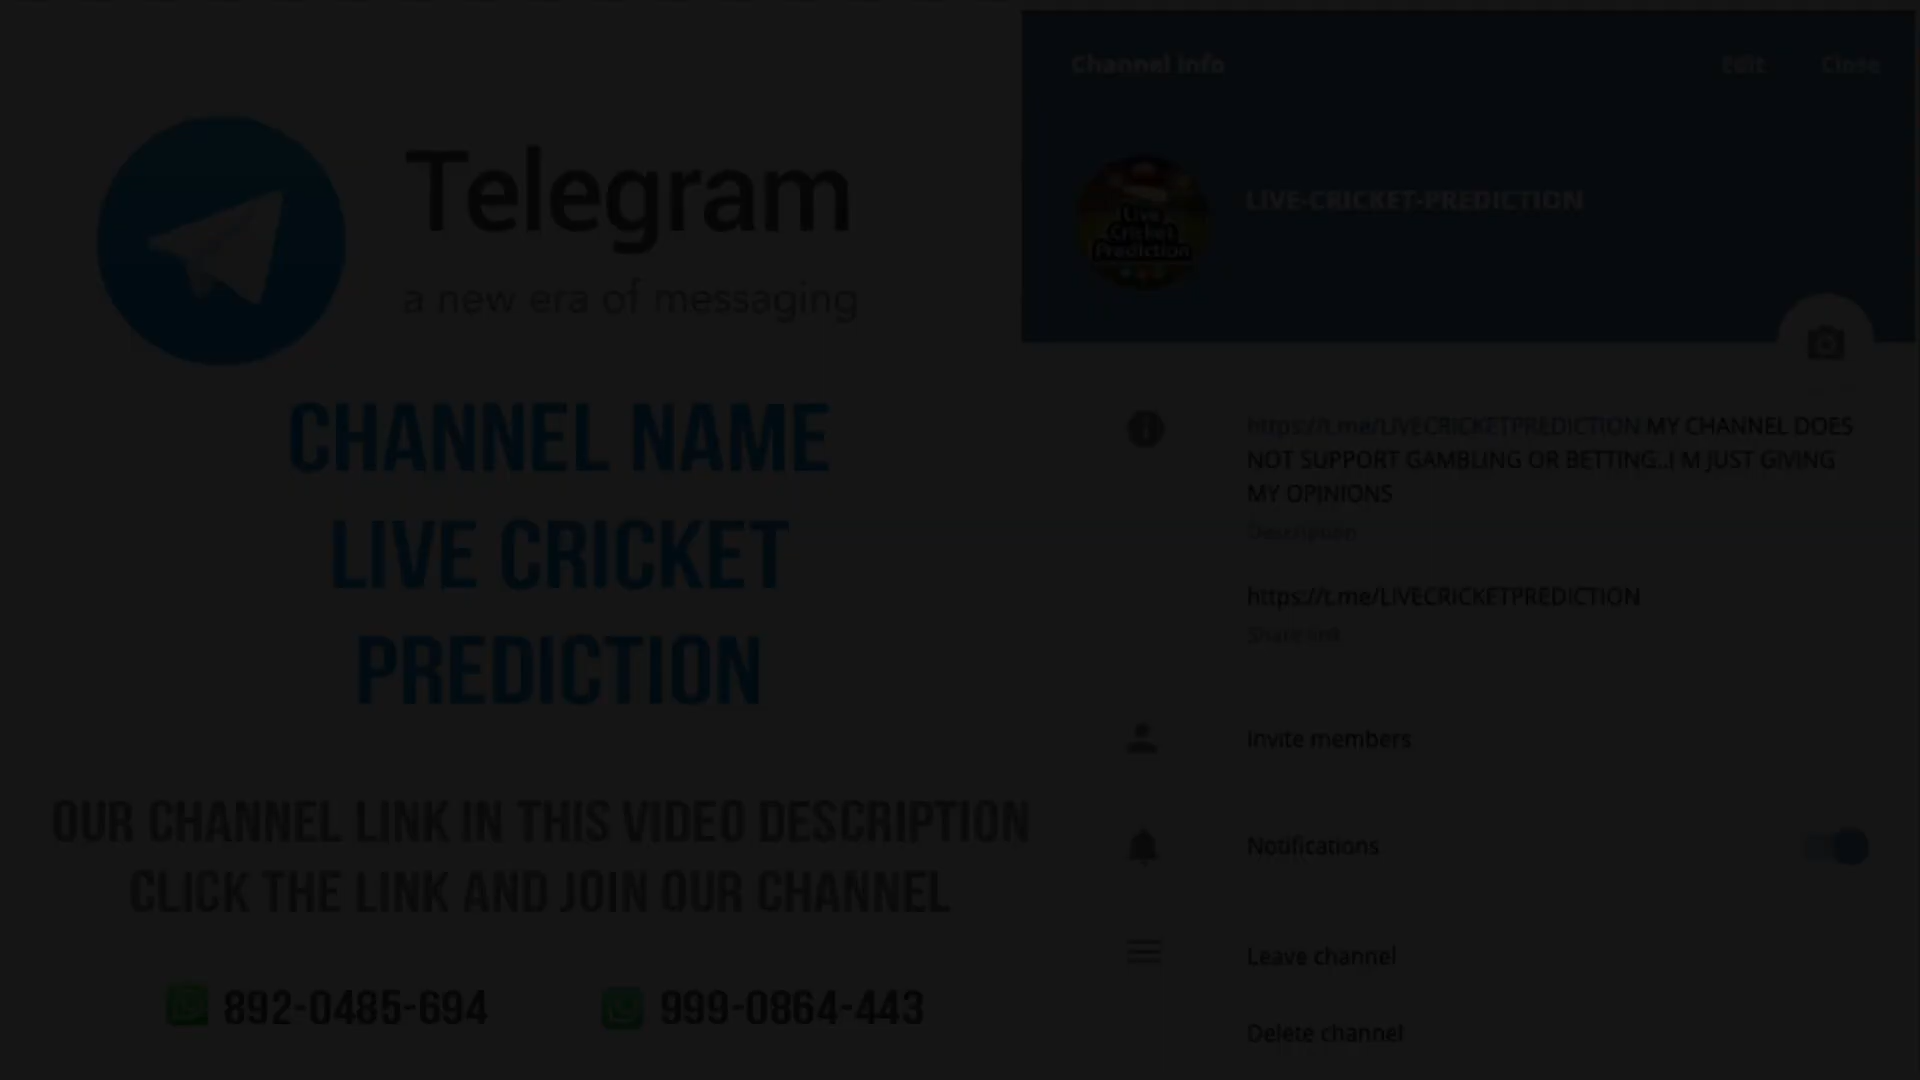 Telegram
a new era of messaging
CHANNEL NAME
LIVE CRICKET
PREDICTION
OUR CHANNEL LINK IN THIS VIDEO DESCRIPTION
CLICK THE LINK AND JOIN OUR CHANNEL
892-0485-694
999-0864-443
Channel info
Edit
Close
Live
Cricket
Prediction
LIVE-CRICKET-PREDICTION
https://t.me/LIVECRICKETPREDICTION MY CHANNEL DOES
NOT SUPPORT GAMBLING OR BETTING..I M JUST GIVING
MY OPINIONS
Description
https://t.me/LIVECRICKETPREDICTION
Share link
Invite members
Notifications
Leave channel
Delete channel